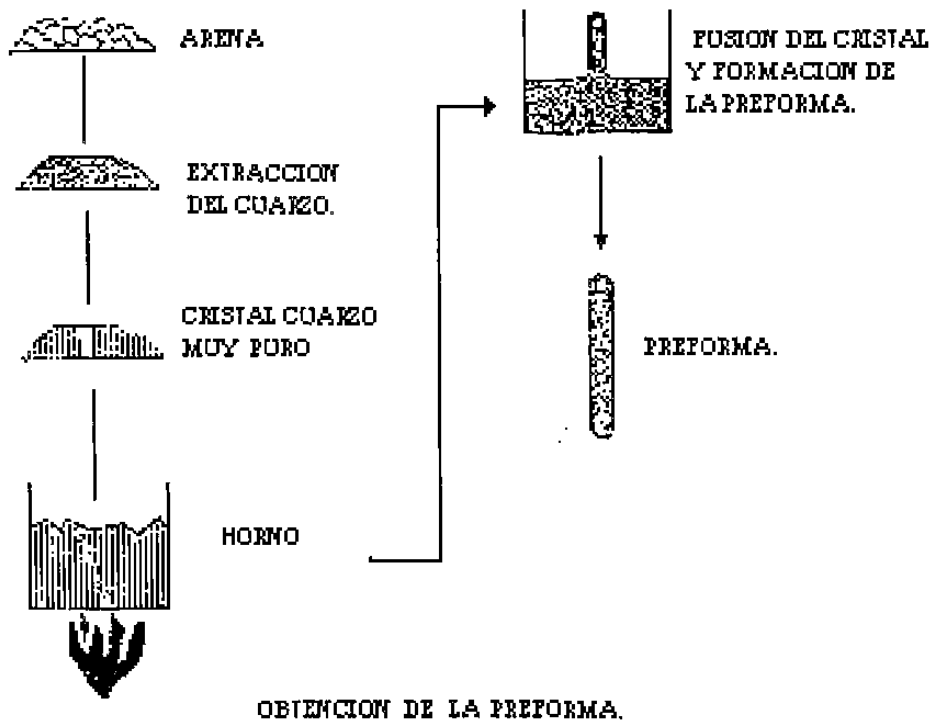 ARENA
EXTRACCION
DEL CUARZO.
CRISTAL CUARZO
MUY PURO
HORNO
FUSION DEL CRISTAL
Y FORMACION DE
LA PREFORMA.
PREFORMA.
OBTENCION DE LA PREFORMA.